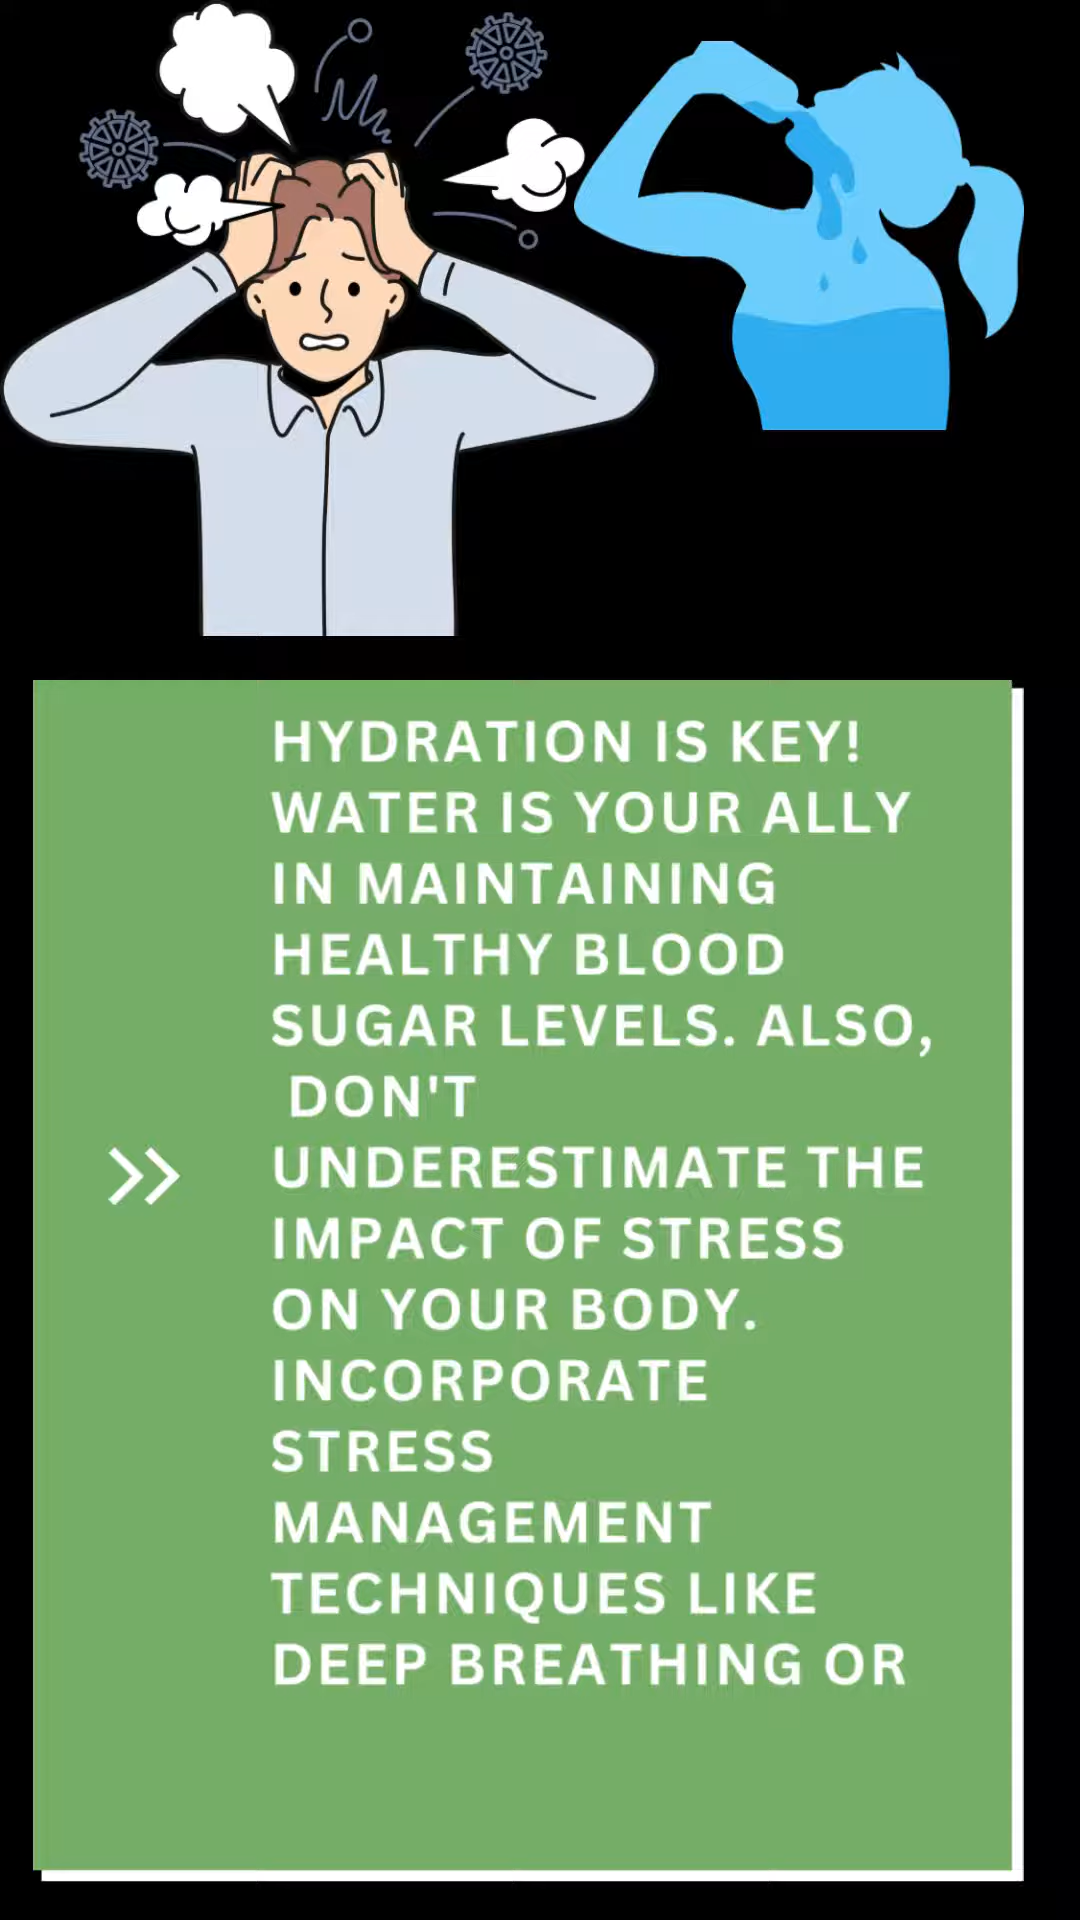 HYDRATION IS KEY!
WATER IS YOUR ALLY
IN MAINTAINING
HEALTHY BLOOD
SUGAR LEVELS. ALSO,
DON'T
UNDERESTIMATE THE
IMPACT OF STRESS
ON YOUR BODY.
INCORPORATE
STRESS
MANAGEMENT
TECHNIQUES LIKE
DEEP BREATHING OR